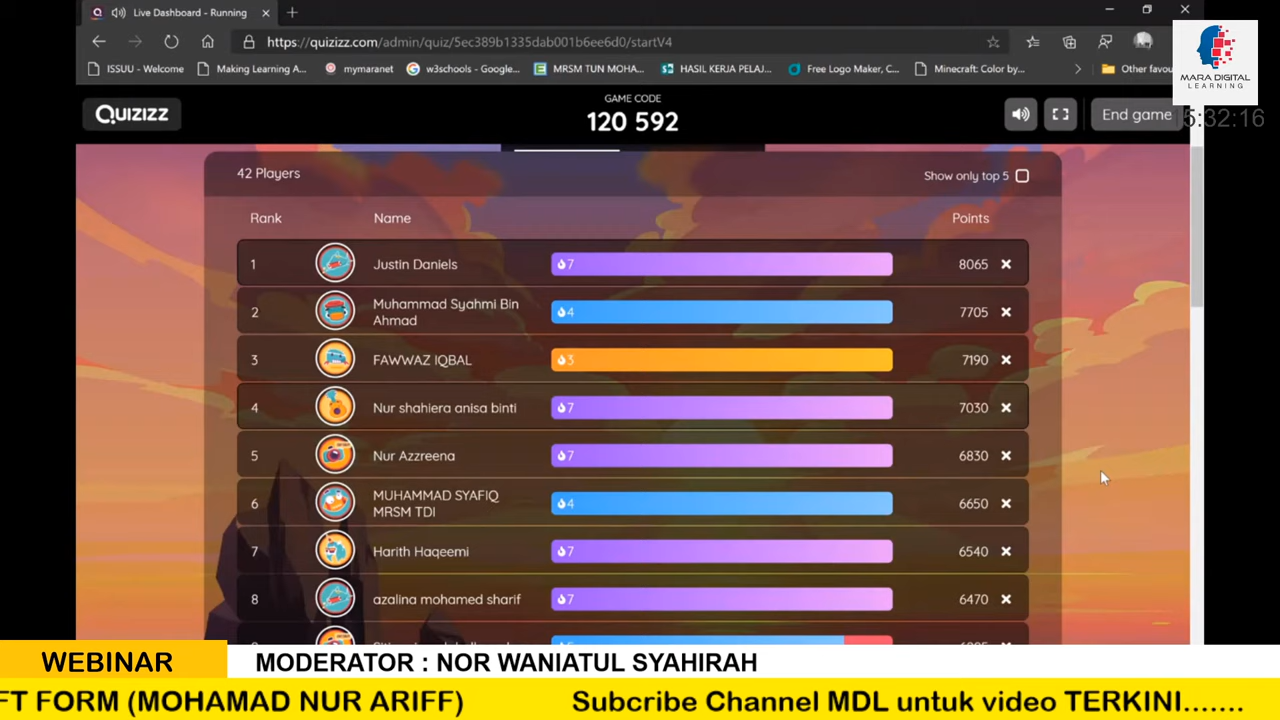 Live Dashboard - Running
https://quizizz.com/admin/quiz/5ec389b1335dab001b6ee6d0/startV4
ISSUU - Welcome
Making Learning A...
mymaranet
w3schools - Google...
MRSM TUN MOHA...
HASIL KERJA PELAJ...
Free Logo Maker, C...
Minecraft: Color by...
Other favou
MARA DIGITAL
LEARNING
Quizizz
GAME CODE
120 592
End game
5:32:16
42 Players
Show only top 5
Rank Name Points
1 Justin Daniels 7 8065
2 Muhammad Syahmi Bin Ahmad 4 7705
3 FAWWAZ IQBAL 3 7190
4 Nur shahiera anisa binti 7 7030
5 Nur Azzreena 7 6830
6 MUHAMMAD SYAFIQ MRSM TDI 4 6650
7 Harith Haqeemi 7 6540
8 azalina mohamed sharif 7 6470
WEBINAR
MODERATOR : NOR WANIATUL SYAHIRAH
FT FORM (MOHAMAD NUR ARIFF) Subcribe Channel MDL untuk video TERKINI.......